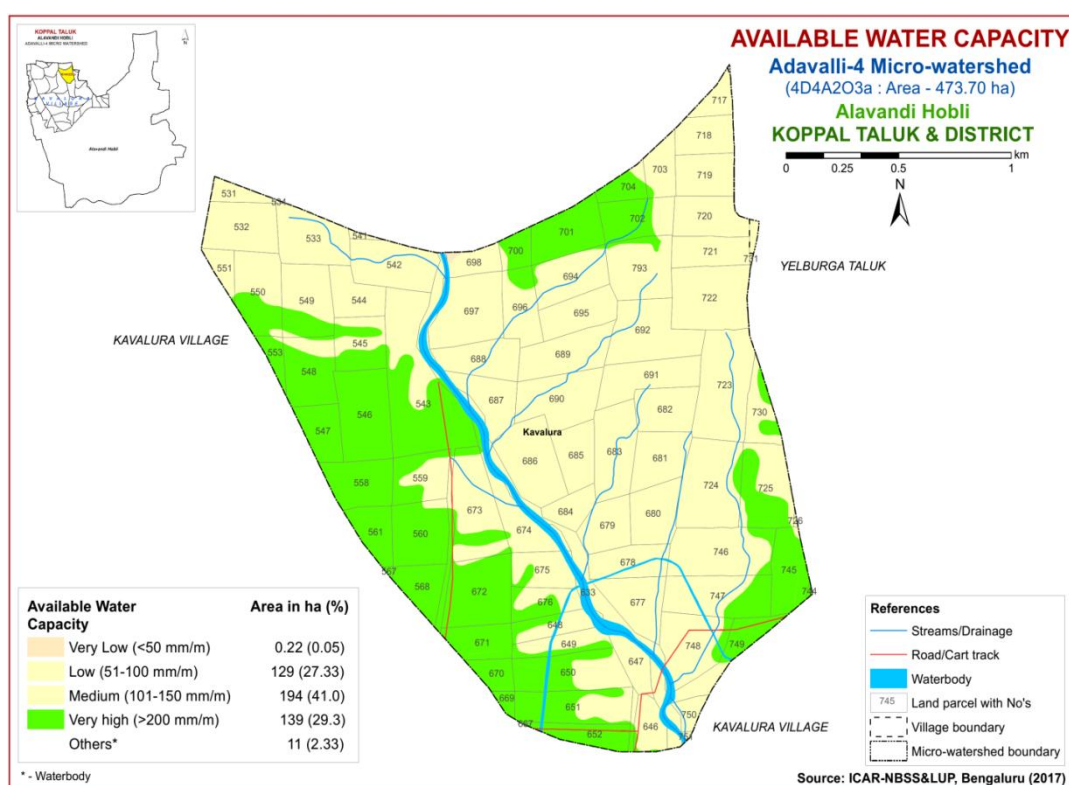 KOPPAL TALUK
ALAVANDI HOBLI
ADAVALLI-4 MICRO WATERSHED
N
KAVALURA
VILLAGE
Alavandi Hobli
AVAILABLE WATER CAPACITY
Adavalli-4 Micro-watershed
(4D4A2O3a : Area - 473.70 ha)
Alavandi Hobli
KOPPAL TALUK & DISTRICT
0 0.25 0.5 1 km
N
YELBURGA TALUK
KAVALURA VILLAGE
Kavalura
KAVALURA VILLAGE
717
718
703
719
704
531
534
702
720
532
701
533
541
700
721
731
542
698
551
694
793
550
722
549
544
697
696
695
692
545
553
548
688
689
691
723
543
687
690
546
682
730
547
686
685
683
681
559
558
724
725
673
684
679
680
726
561
560
674
746
678
567
675
745
568
672
633
747
744
676
677
648
671
649
748
749
647
670
650
669
651
750
667
646
652
751
Available Water Capacity Area in ha (%)
Very Low (<50 mm/m) 0.22 (0.05)
Low (51-100 mm/m) 129 (27.33)
Medium (101-150 mm/m) 194 (41.0)
Very high (>200 mm/m) 139 (29.3)
Others* 11 (2.33)
* - Waterbody
References
Streams/Drainage
Road/Cart track
Waterbody
745 Land parcel with No's
Village boundary
Micro-watershed boundary
Source: ICAR-NBSS&LUP, Bengaluru (2017)